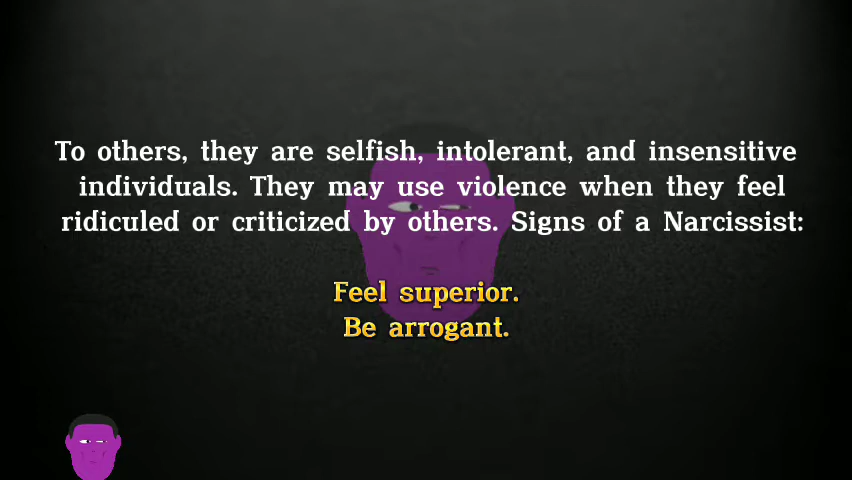 To others, they are selfish, intolerant, and insensitive
individuals. They may use violence when they feel
ridiculed or criticized by others. Signs of a Narcissist:
Feel superior.
Be arrogant.